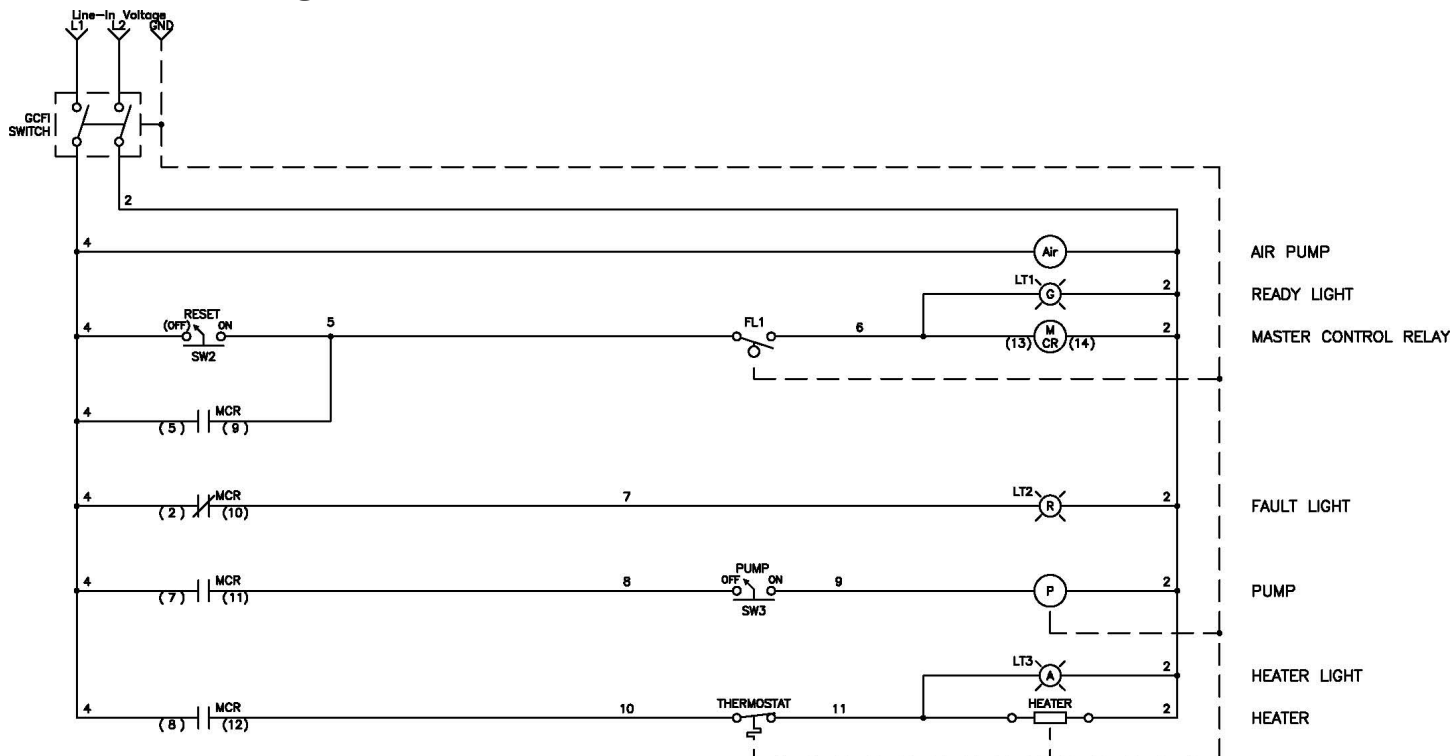 Line-In Voltage
L1 L2 GND
GCFI
SWITCH
2
4 Air AIR PUMP
LT1 G 2 READY LIGHT
4 RESET
(OFF) ON 5 FL1 6 M
CR (13) (14) 2 MASTER CONTROL RELAY
SW2
4 MCR
(5) (9)
4 MCR 7 LT2 R 2 FAULT LIGHT
(2) (10)
4 MCR 8 PUMP
OFF ON 9 P 2 PUMP
(7) (11) SW3
LT3 A 2 HEATER LIGHT
4 MCR 10 THERMOSTAT 11 HEATER 2 HEATER
(8) (12)